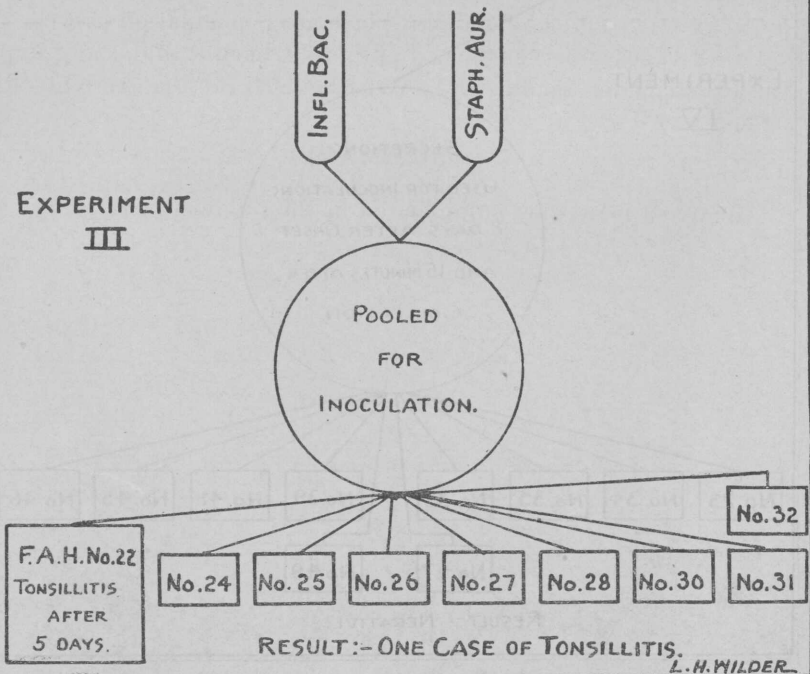 INFL. BAC.
STAPH. AUR.
EXPERIMENT
III
POOLED
FOR
INOCULATION.
No. 32
F.A.H. No. 22
TONSILLITIS
AFTER
5 DAYS.
No. 24
No. 25
No. 26
No. 27
No. 28
No. 30
No. 31
RESULT:- ONE CASE OF TONSILLITIS.
L.H. WILDER